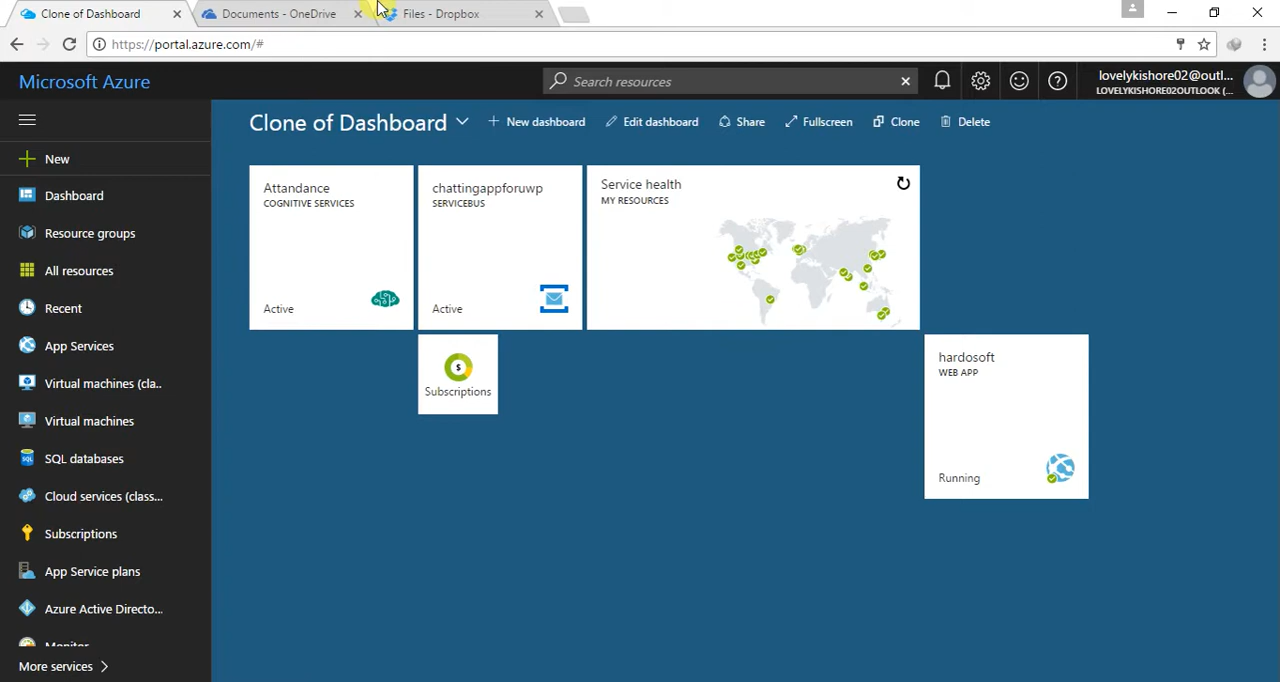 Clone of Dashboard
Documents - OneDrive
Files - Dropbox
https://portal.azure.com/#
Microsoft Azure
Search resources
lovelykishore02@outl...
LOVELYKISHORE02OUTLOOK (...
Clone of Dashboard
New dashboard
Edit dashboard
Share
Fullscreen
Clone
Delete
New
Dashboard
Resource groups
All resources
Recent
App Services
Virtual machines (cla..
Virtual machines
SQL databases
Cloud services (class...
Subscriptions
App Service plans
Azure Active Directo...
Monitor
More services
Attandance
COGNITIVE SERVICES
Active
chattingappforuwp
SERVICEBUS
Active
Service health
MY RESOURCES
$
Subscriptions
hardosoft
WEB APP
Running